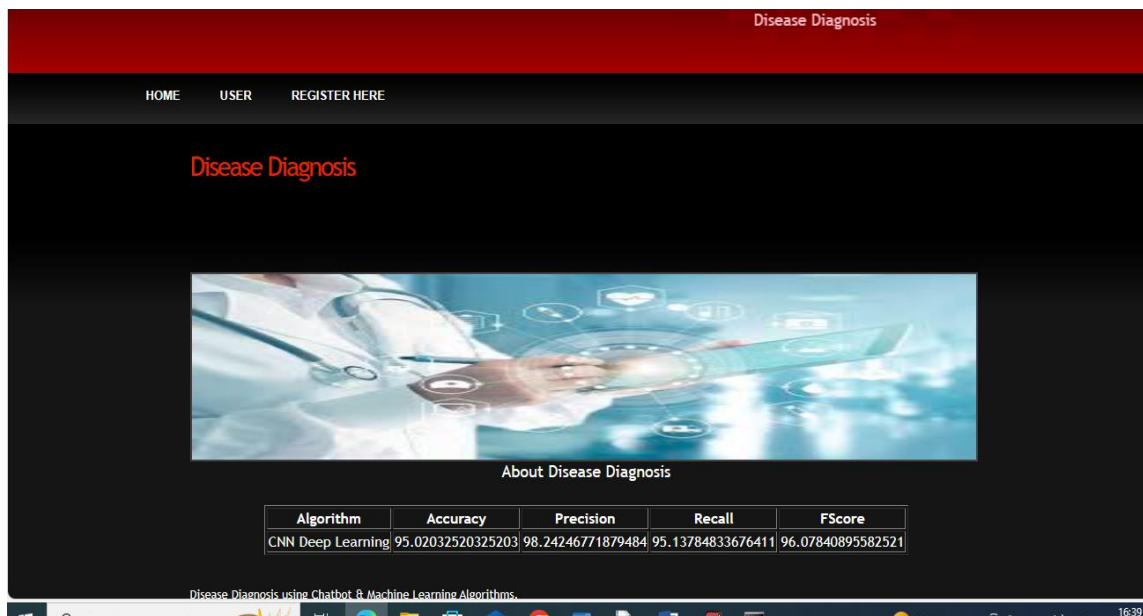 Disease Diagnosis
HOME USER REGISTER HERE
Disease Diagnosis
About Disease Diagnosis
Algorithm Accuracy Precision Recall FScore
CNN Deep Learning 95.02032520325203 98.24246771879484 95.13784833676411 96.07840895582521
Disease Diagnosis using Chatbot & Machine Learning Algorithms.
16:39